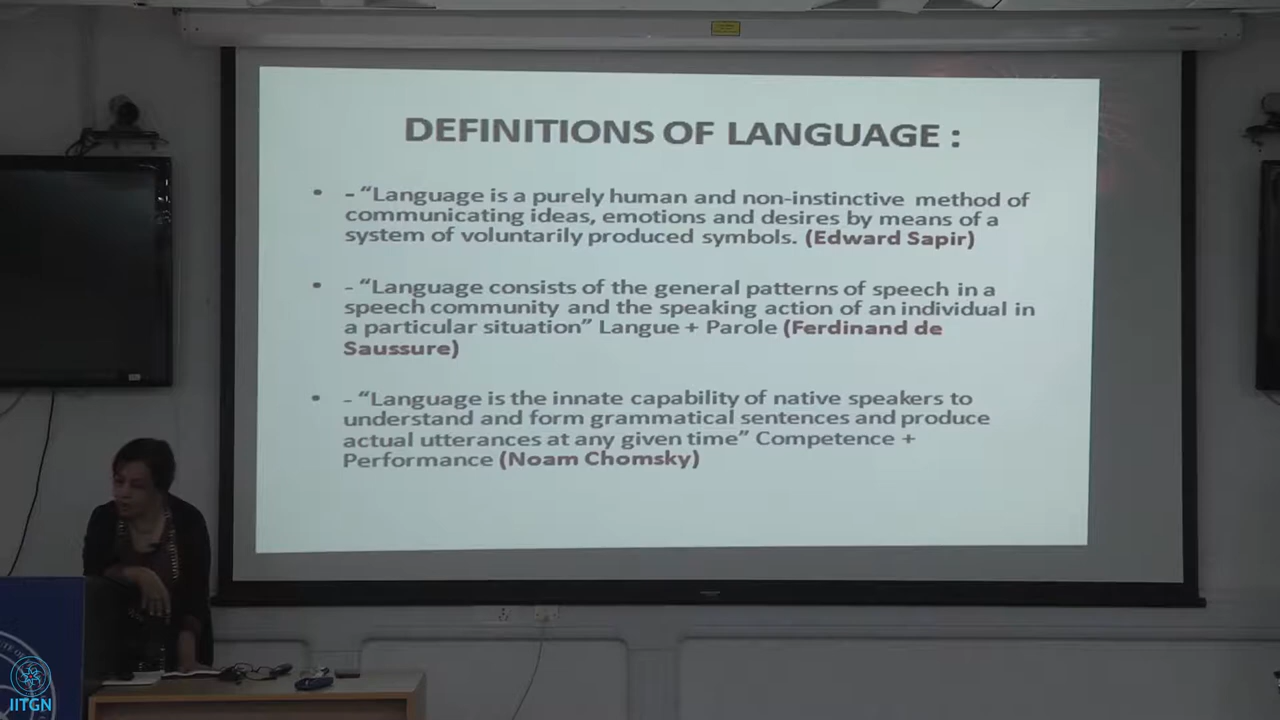 DEFINITIONS OF LANGUAGE :
• - “Language is a purely human and non-instinctive method of
communicating ideas, emotions and desires by means of a
system of voluntarily produced symbols. (Edward Sapir)
• - “Language consists of the general patterns of speech in a
speech community and the speaking action of an individual in
a particular situation” Langue + Parole (Ferdinand de
Saussure)
• - “Language is the innate capability of native speakers to
understand and form grammatical sentences and produce
actual utterances at any given time” Competence +
Performance (Noam Chomsky)
IITGN